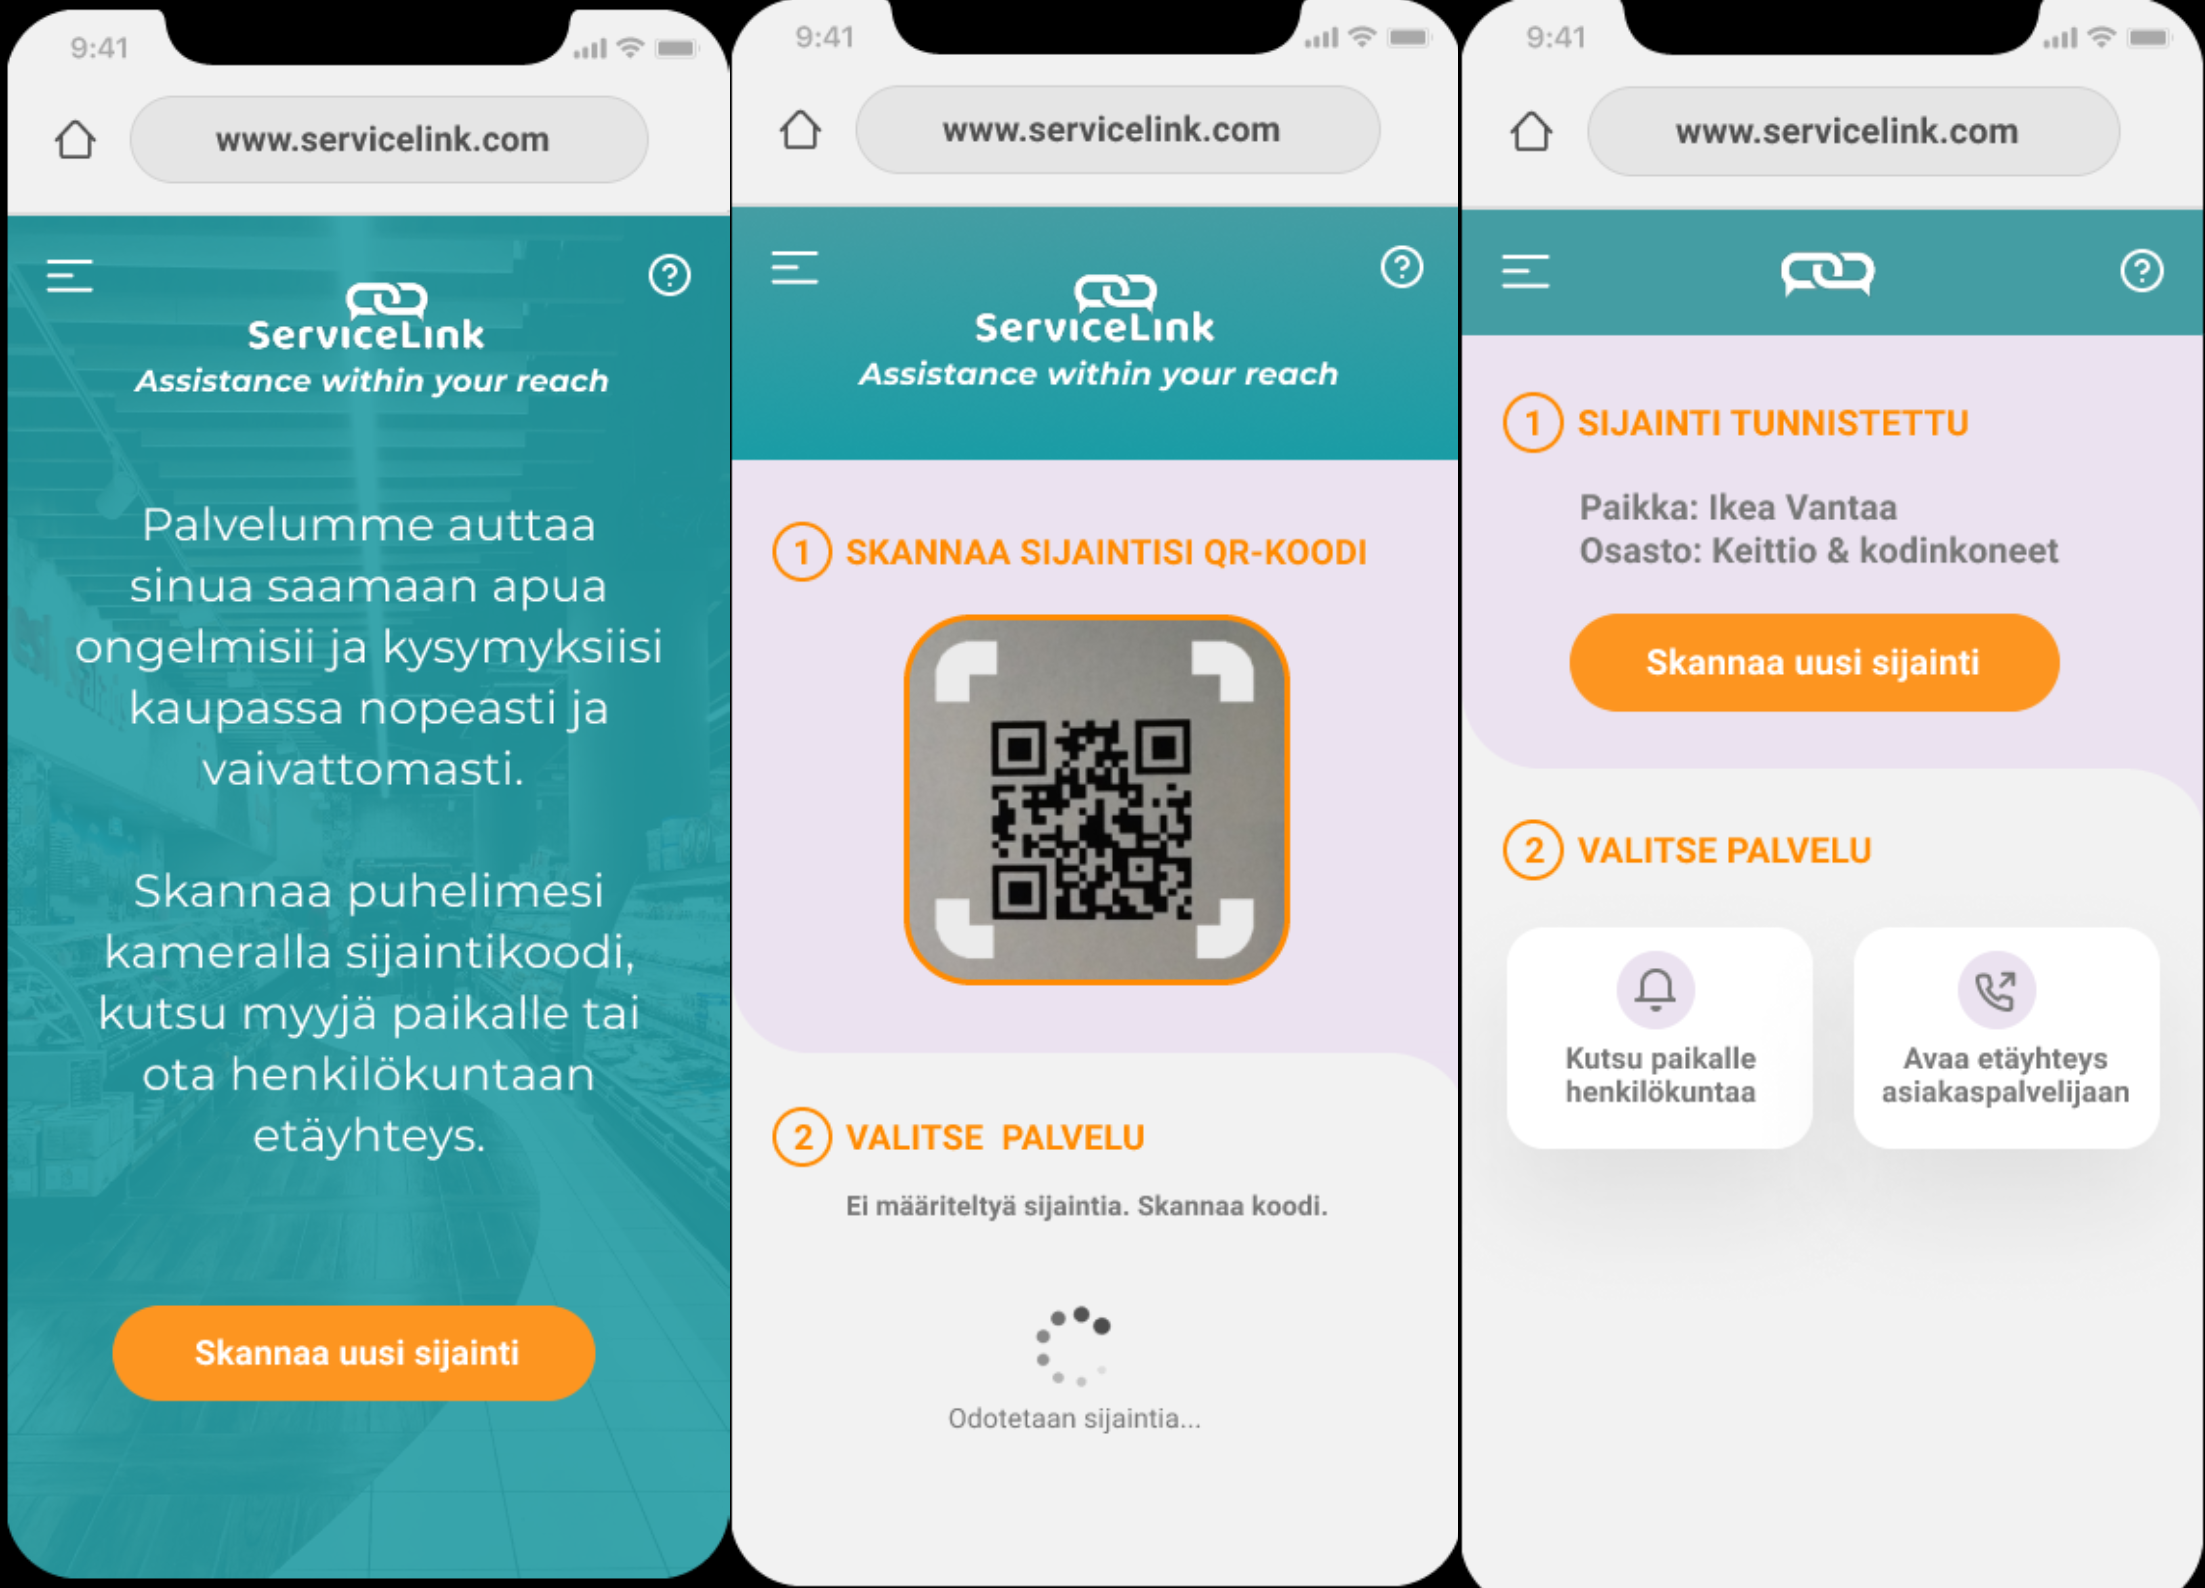 9:41
www.servicelink.com
ServiceLink
Assistance within your reach
Palvelumme auttaa
sinua saamaan apua
ongelmisii ja kysymyksiisi
kaupassa nopeasti ja
vaivattomasti.
Skannaa puhelimesi
kameralla sijaintikoodi,
kutsu myyjä paikalle tai
ota henkilökuntaan
etäyhteys.
Skannaa uusi sijainti
9:41
www.servicelink.com
ServiceLink
Assistance within your reach
1 SKANNAA SIJAINTISI QR-KOODI
2 VALITSE PALVELU
Ei määriteltyä sijaintia. Skannaa koodi.
Odotetaan sijaintia...
9:41
www.servicelink.com
1 SIJAINTI TUNNISTETTU
Paikka: Ikea Vantaa
Osasto: Keittio & kodinkoneet
Skannaa uusi sijainti
2 VALITSE PALVELU
Kutsu paikalle
henkilökuntaa
Avaa etäyhteys
asiakaspalvelijaan